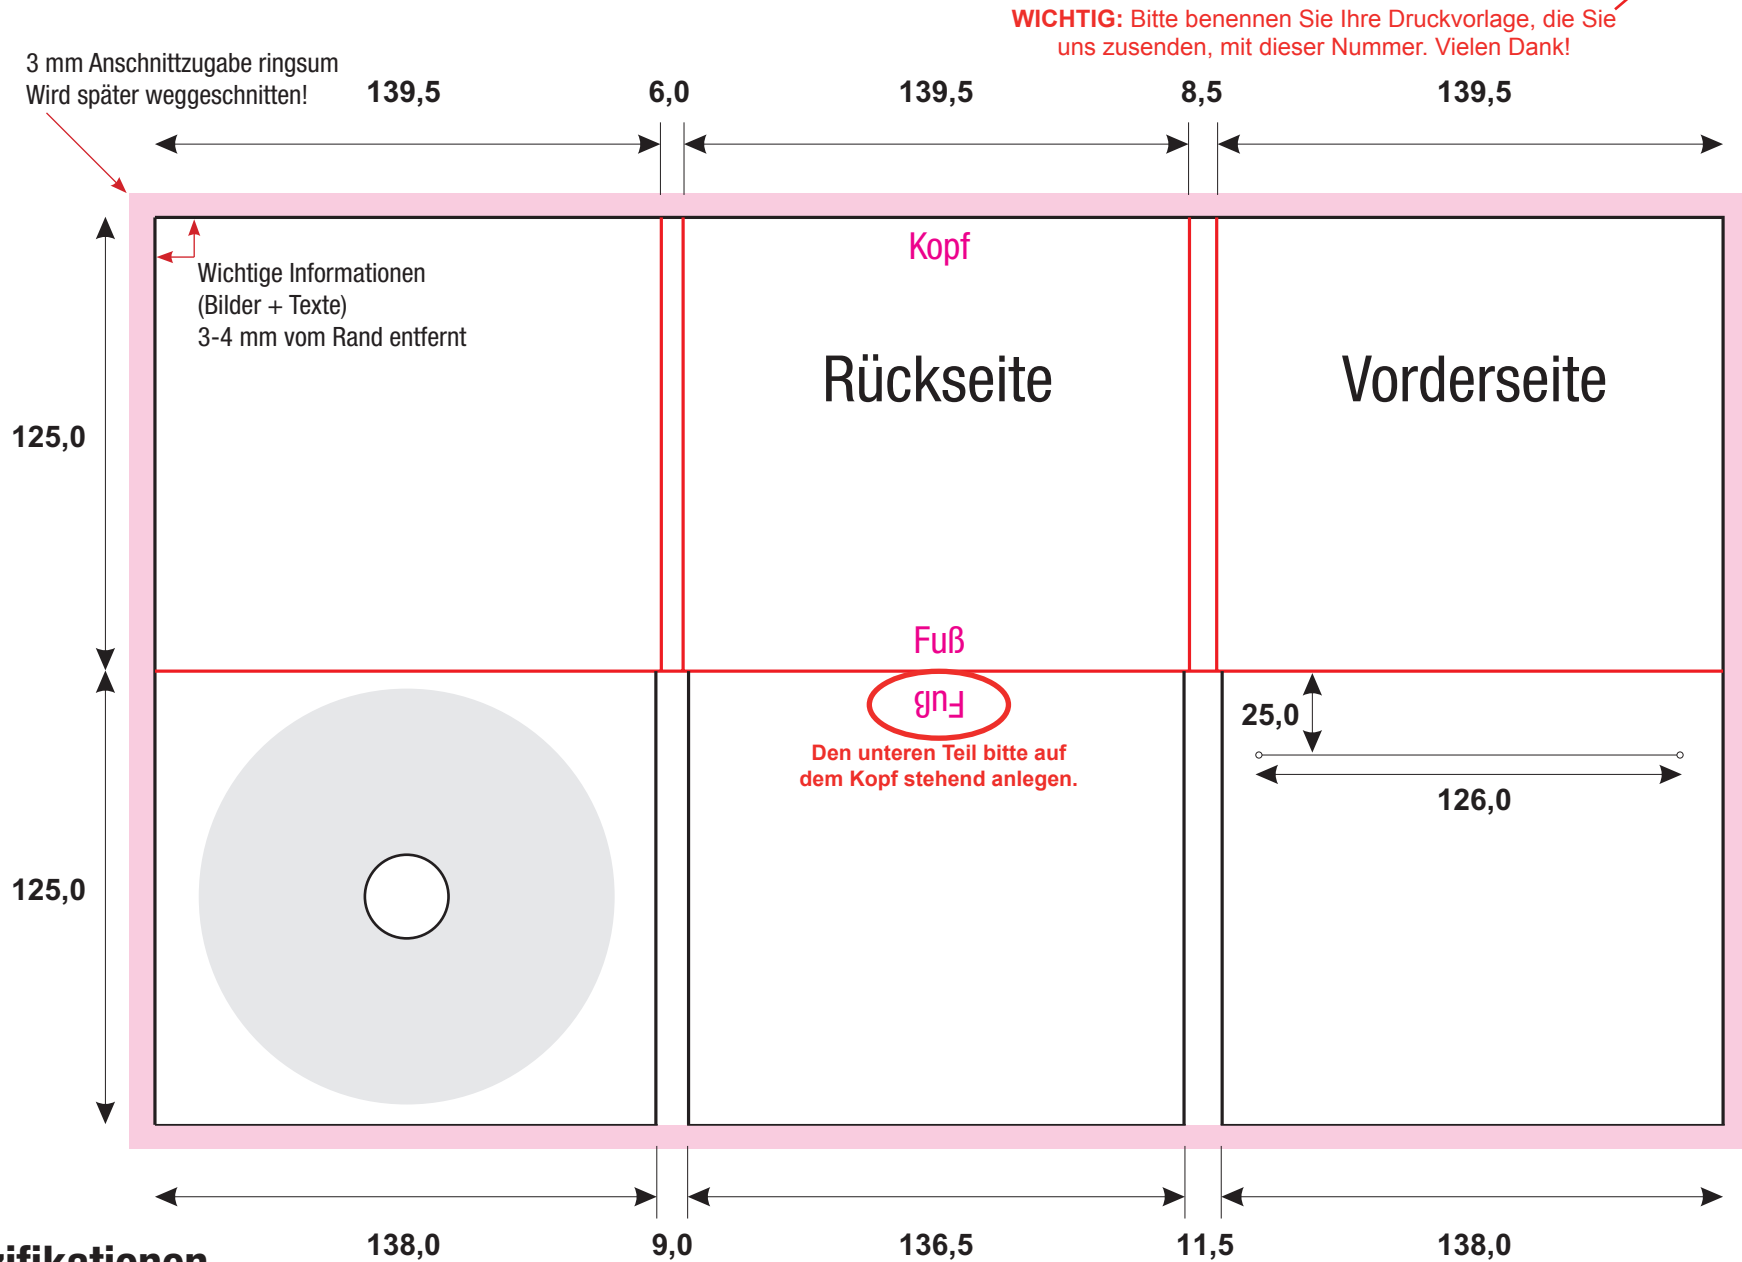 WICHTIG: Bitte benennen Sie Ihre Druckvorlage, die Sie
uns zusenden, mit dieser Nummer. Vielen Dank!
3 mm Anschnittzugabe ringsum
Wird später weggeschnitten!
139,5
6,0
139,5
8,5
139,5
Kopf
Wichtige Informationen
(Bilder + Texte)
3-4 mm vom Rand entfernt
Rückseite
Vorderseite
125,0
Fuß
Fuß
Den unteren Teil bitte auf
dem Kopf stehend anlegen.
25,0
126,0
125,0
138,0
9,0
136,5
11,5
138,0